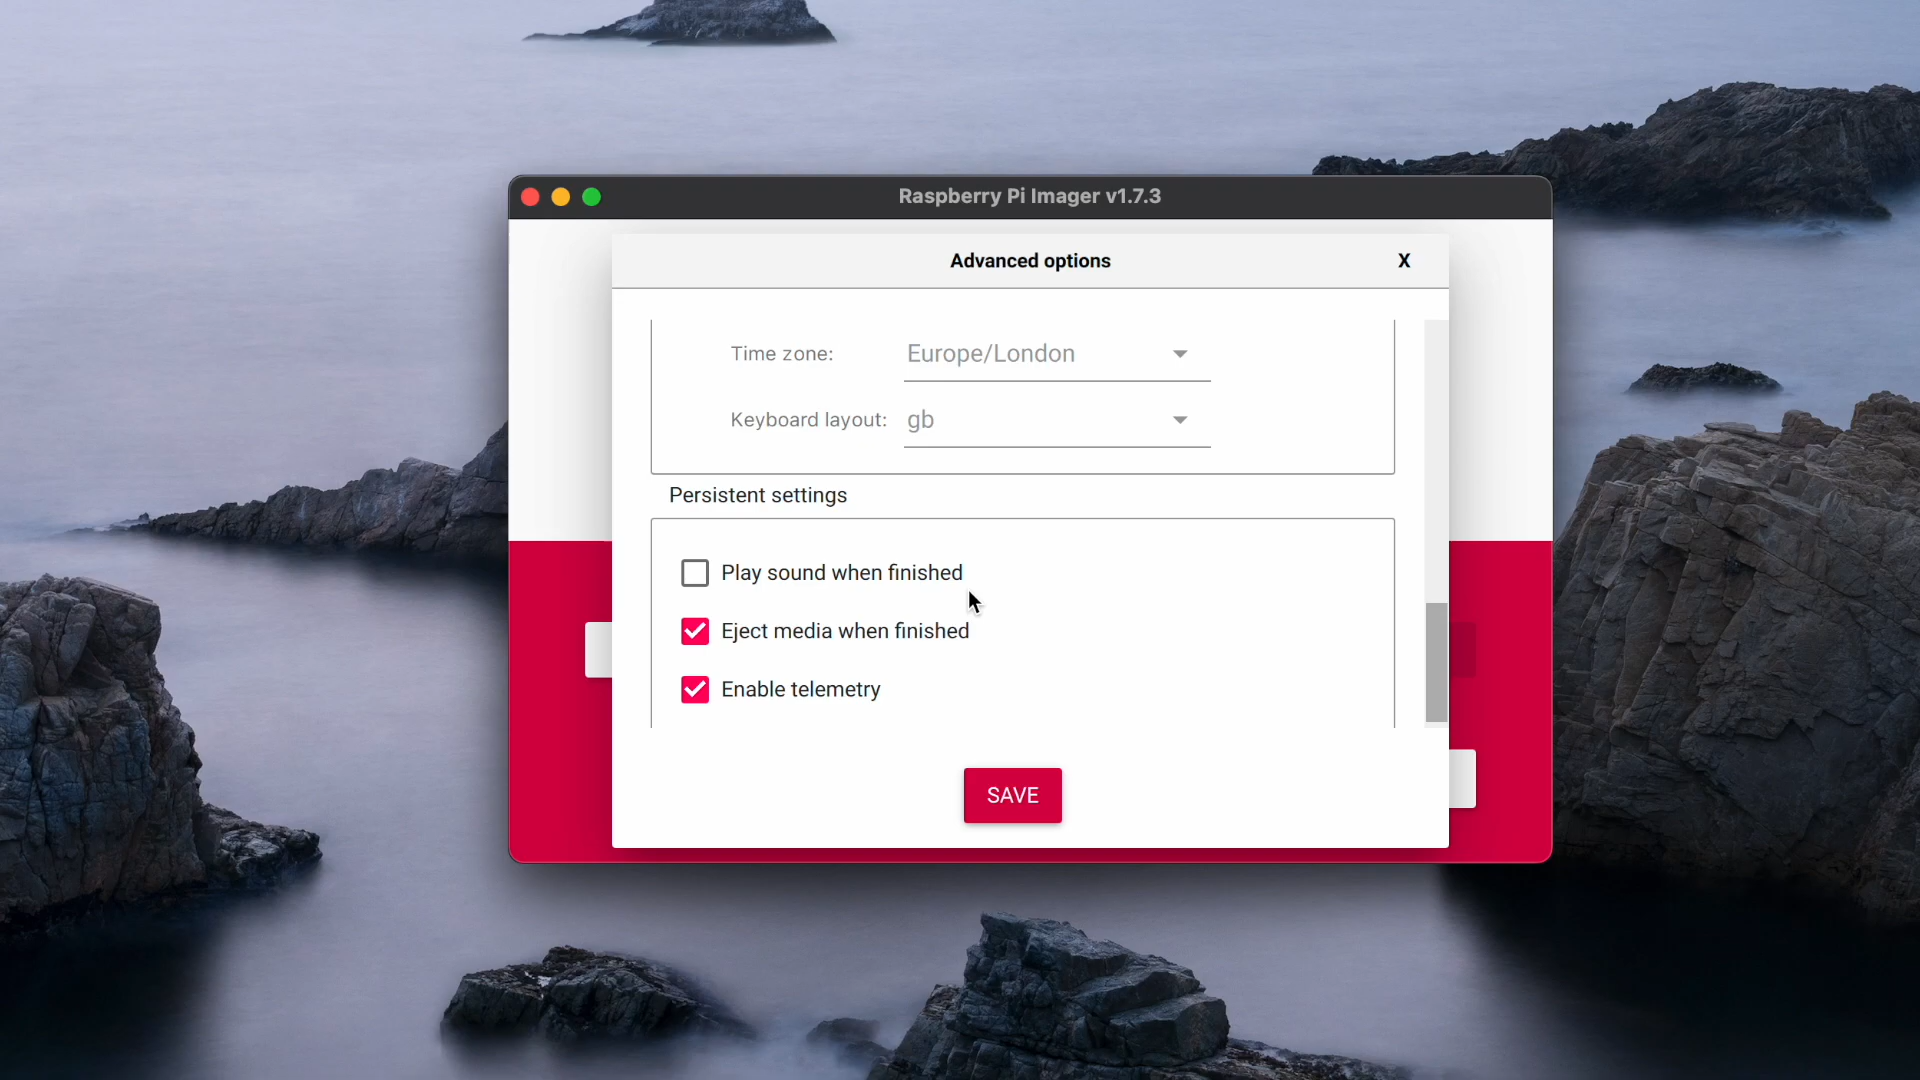 Raspberry Pi Imager v1.7.3
Advanced options X
Time zone: Europe/London
Keyboard layout: gb
Persistent settings
Play sound when finished
Eject media when finished
Enable telemetry
SAVE